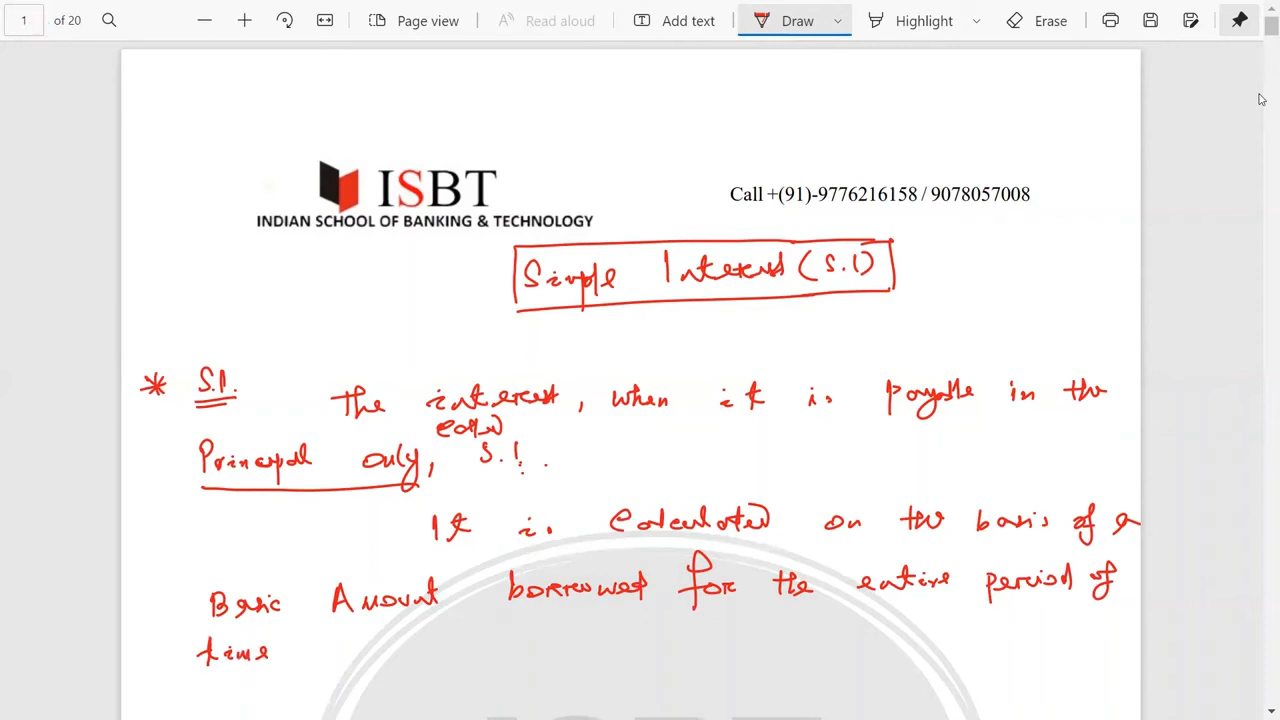 1 of 20 Page view Read aloud Add text Draw Highlight Erase
ISBT
INDIAN SCHOOL OF BANKING & TECHNOLOGY
Call +(91)-9776216158 / 9078057008
Simple Interest (S.I)
* S.I. The interest, when it is payable in the
called
Principal only, S.I.
It is calculated on the basis of a
Basic Amount borrowed for the entire period of
time
ISBT